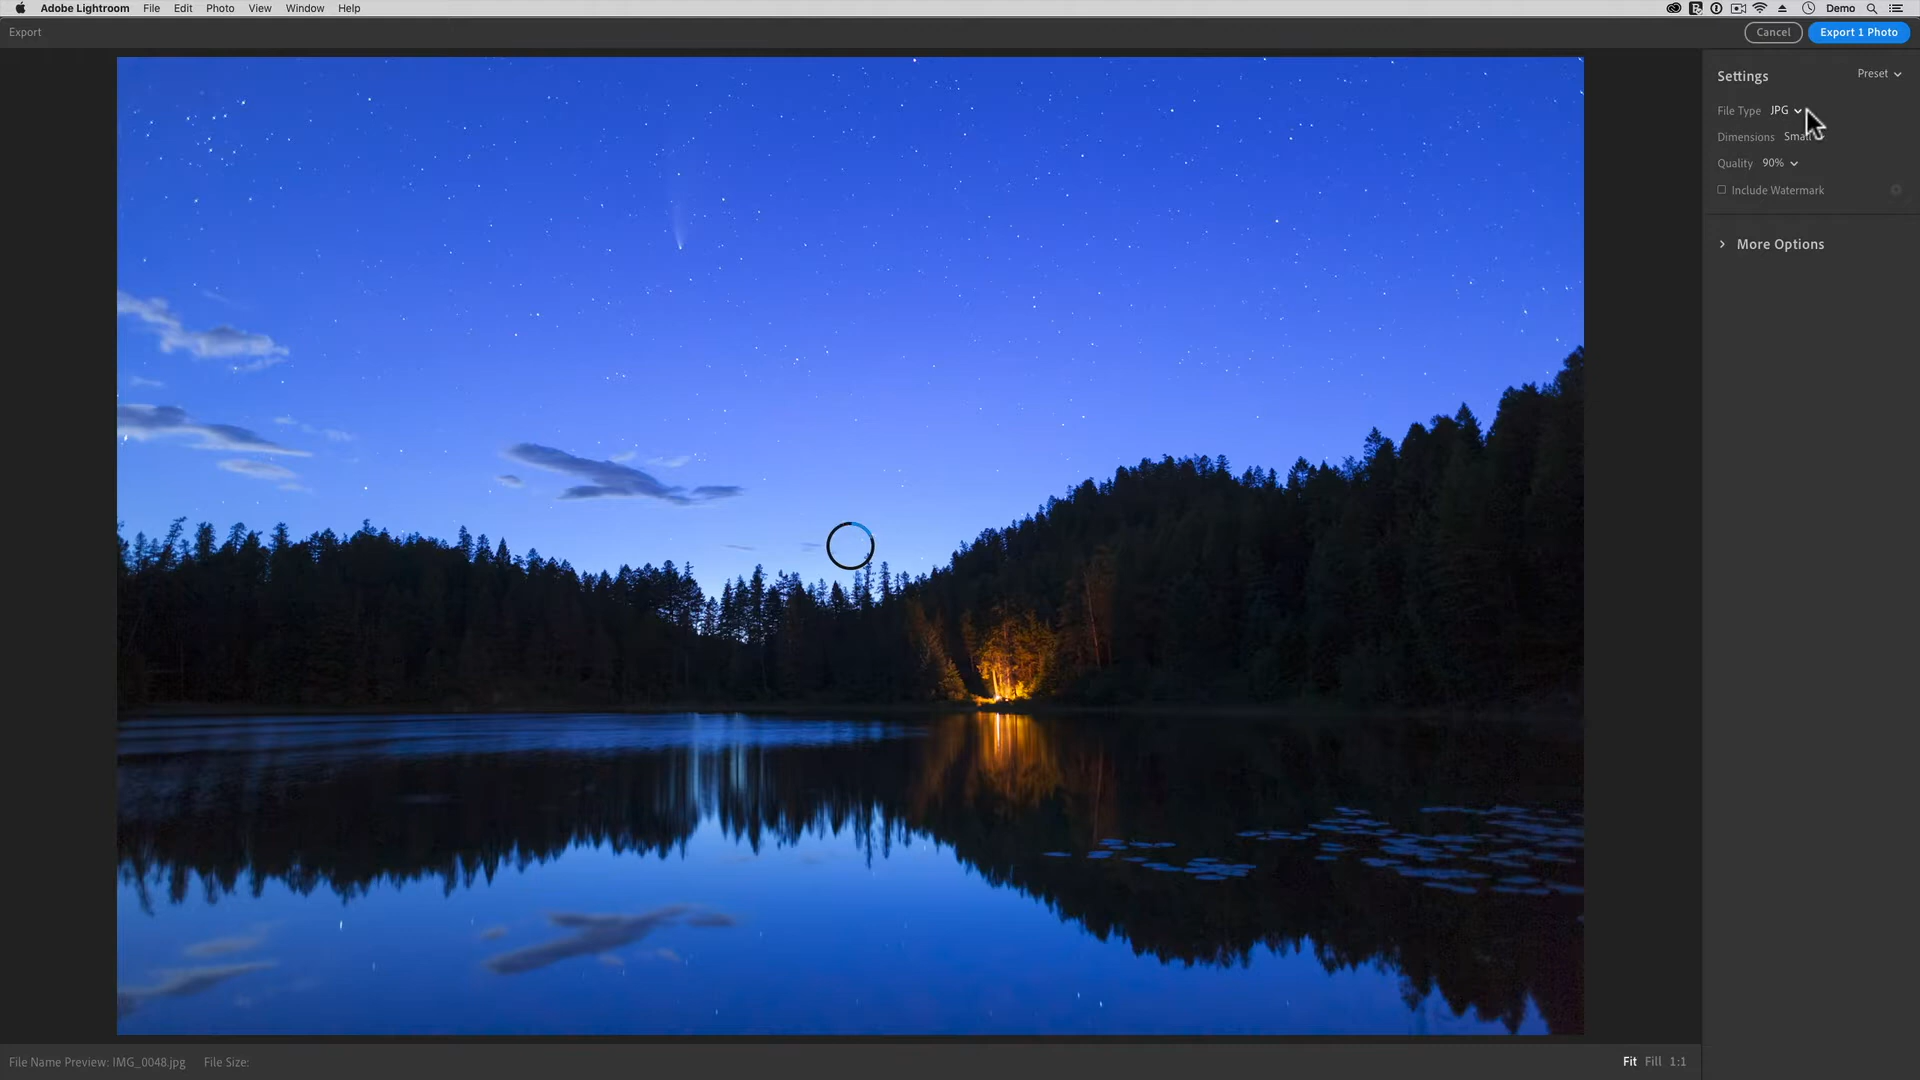 Adobe Lightroom File Edit Photo View Window Help Demo
Export Cancel Export 1 Photo
Settings Preset
File Type JPG
Dimensions Small
Quality 90%
Include Watermark
More Options
File Name Preview: IMG_0048.jpg File Size: Fit Fill 1:1